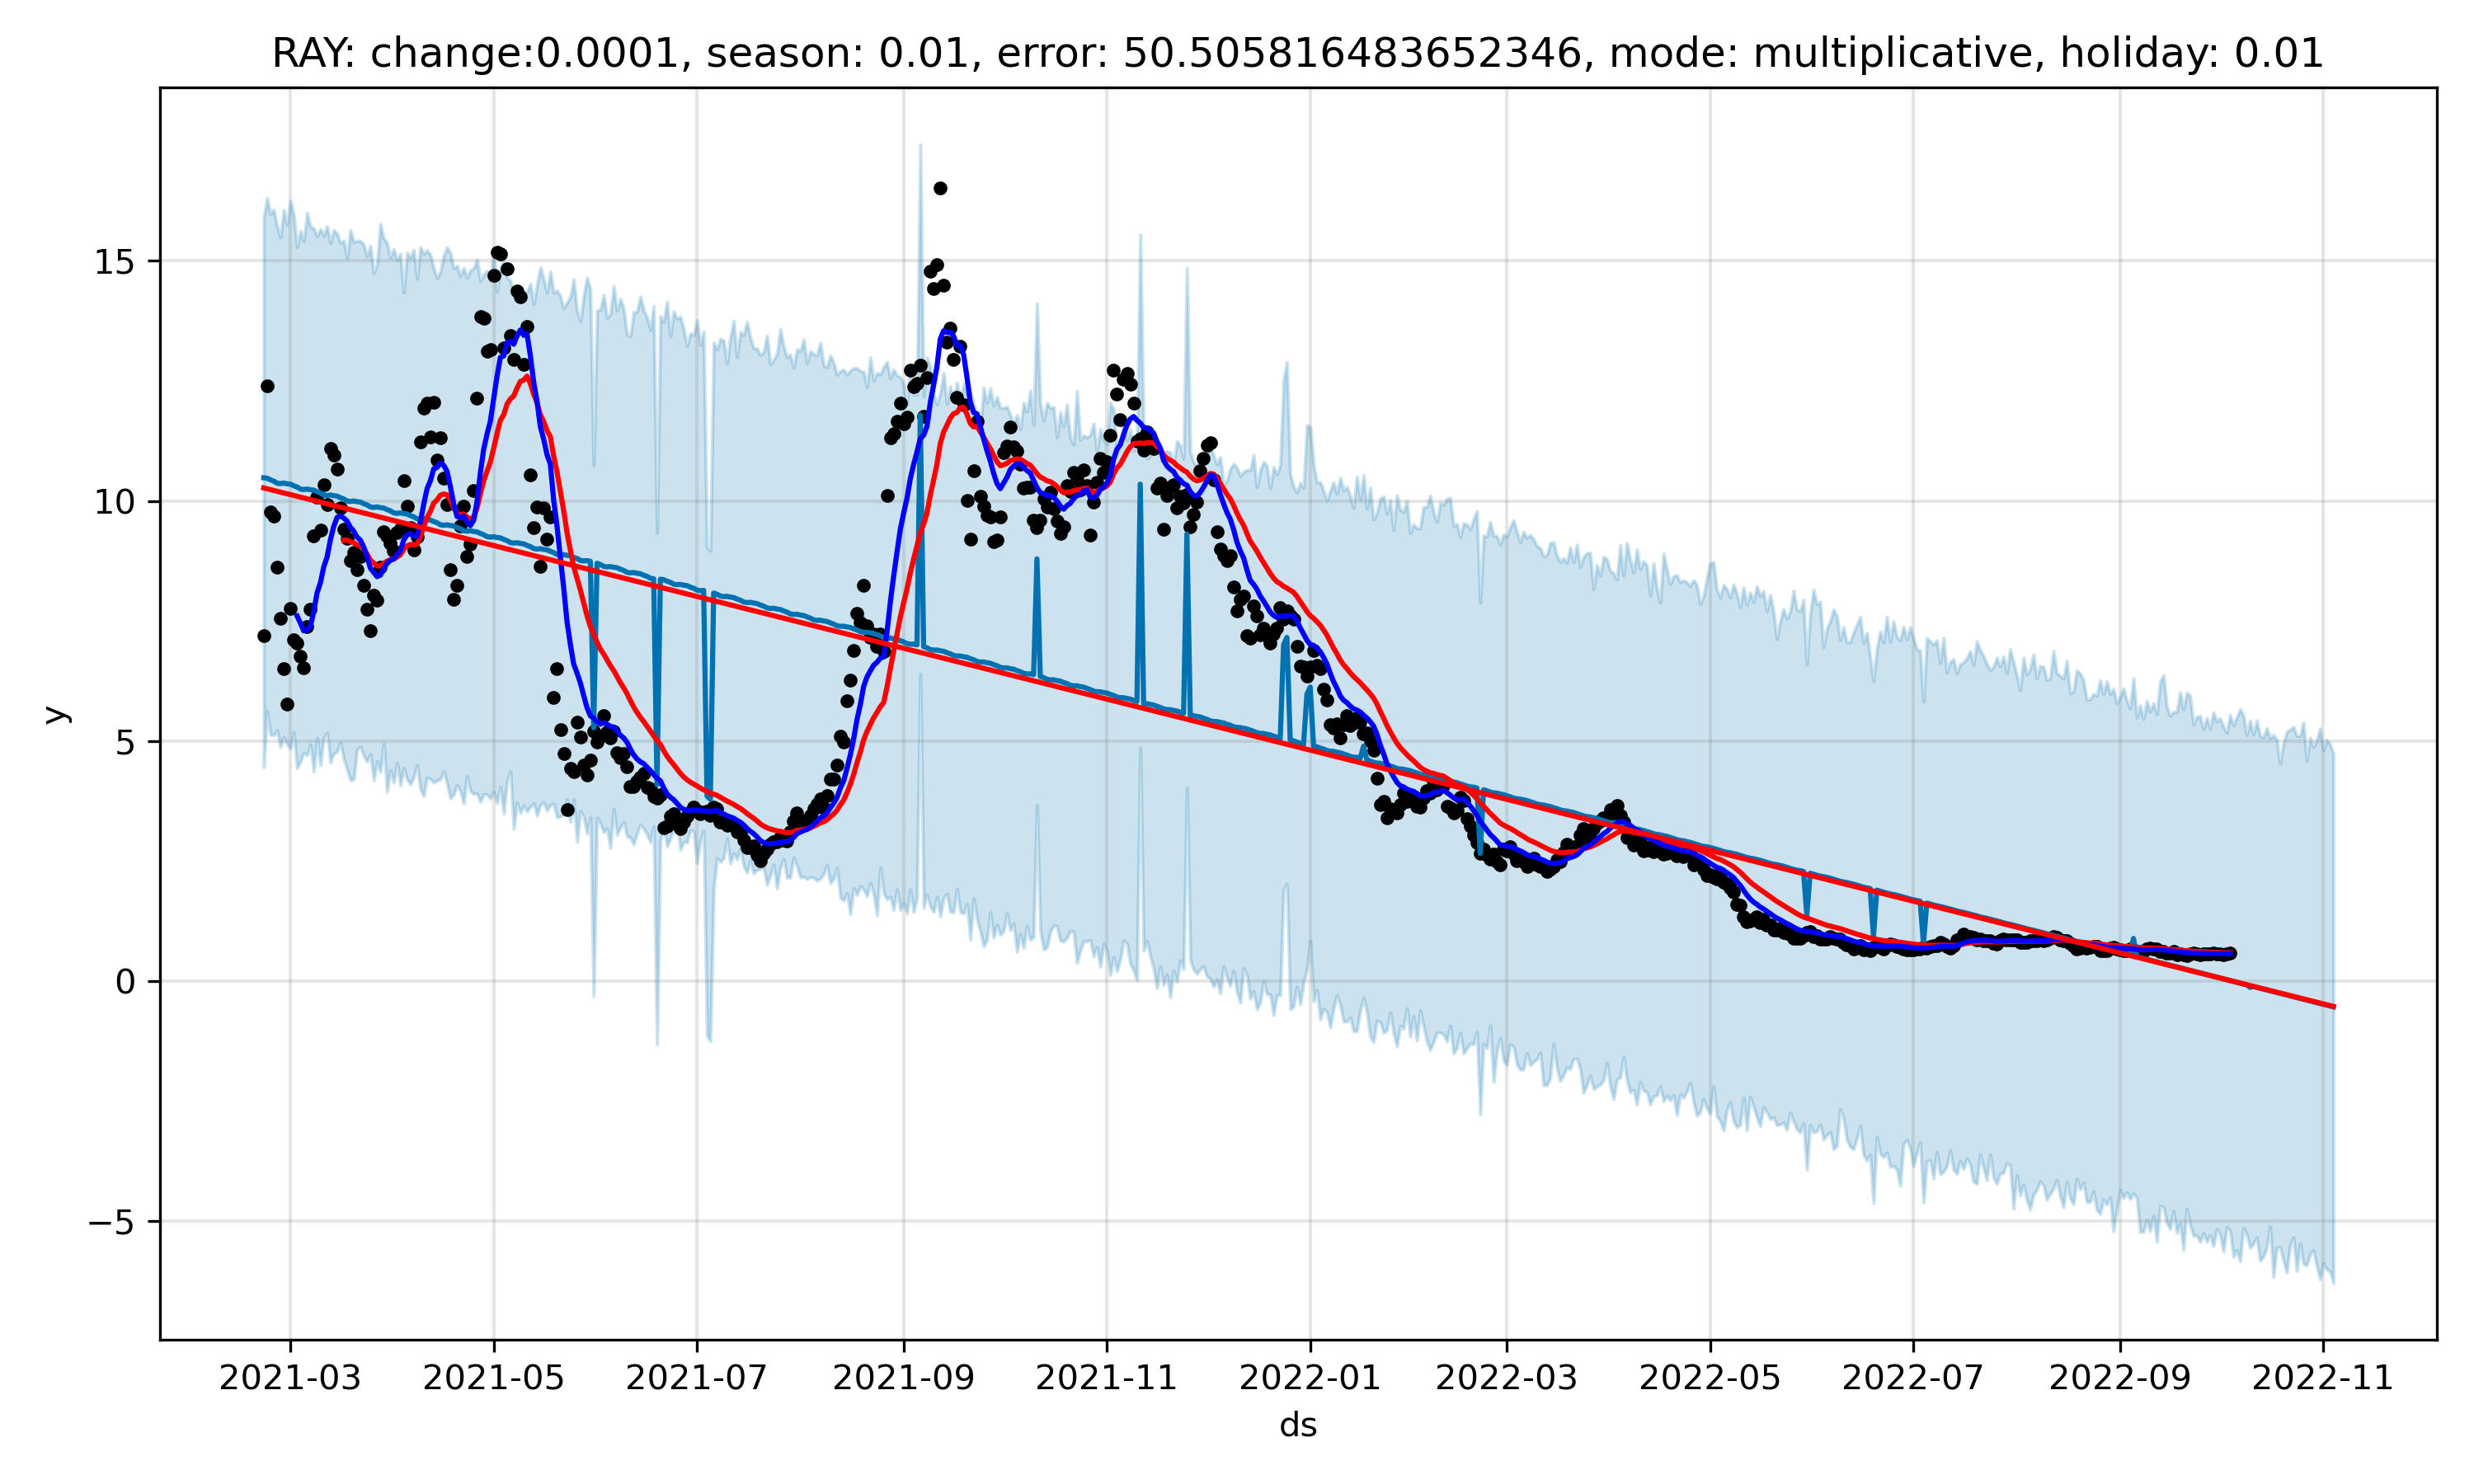 RAY: change:0.0001, season: 0.01, error: 50.505816483652346, mode: multiplicative, holiday: 0.01
15
10
y
5
0
−5
2021-03 2021-05 2021-07 2021-09 2021-11 2022-01 2022-03 2022-05 2022-07 2022-09 2022-11
ds